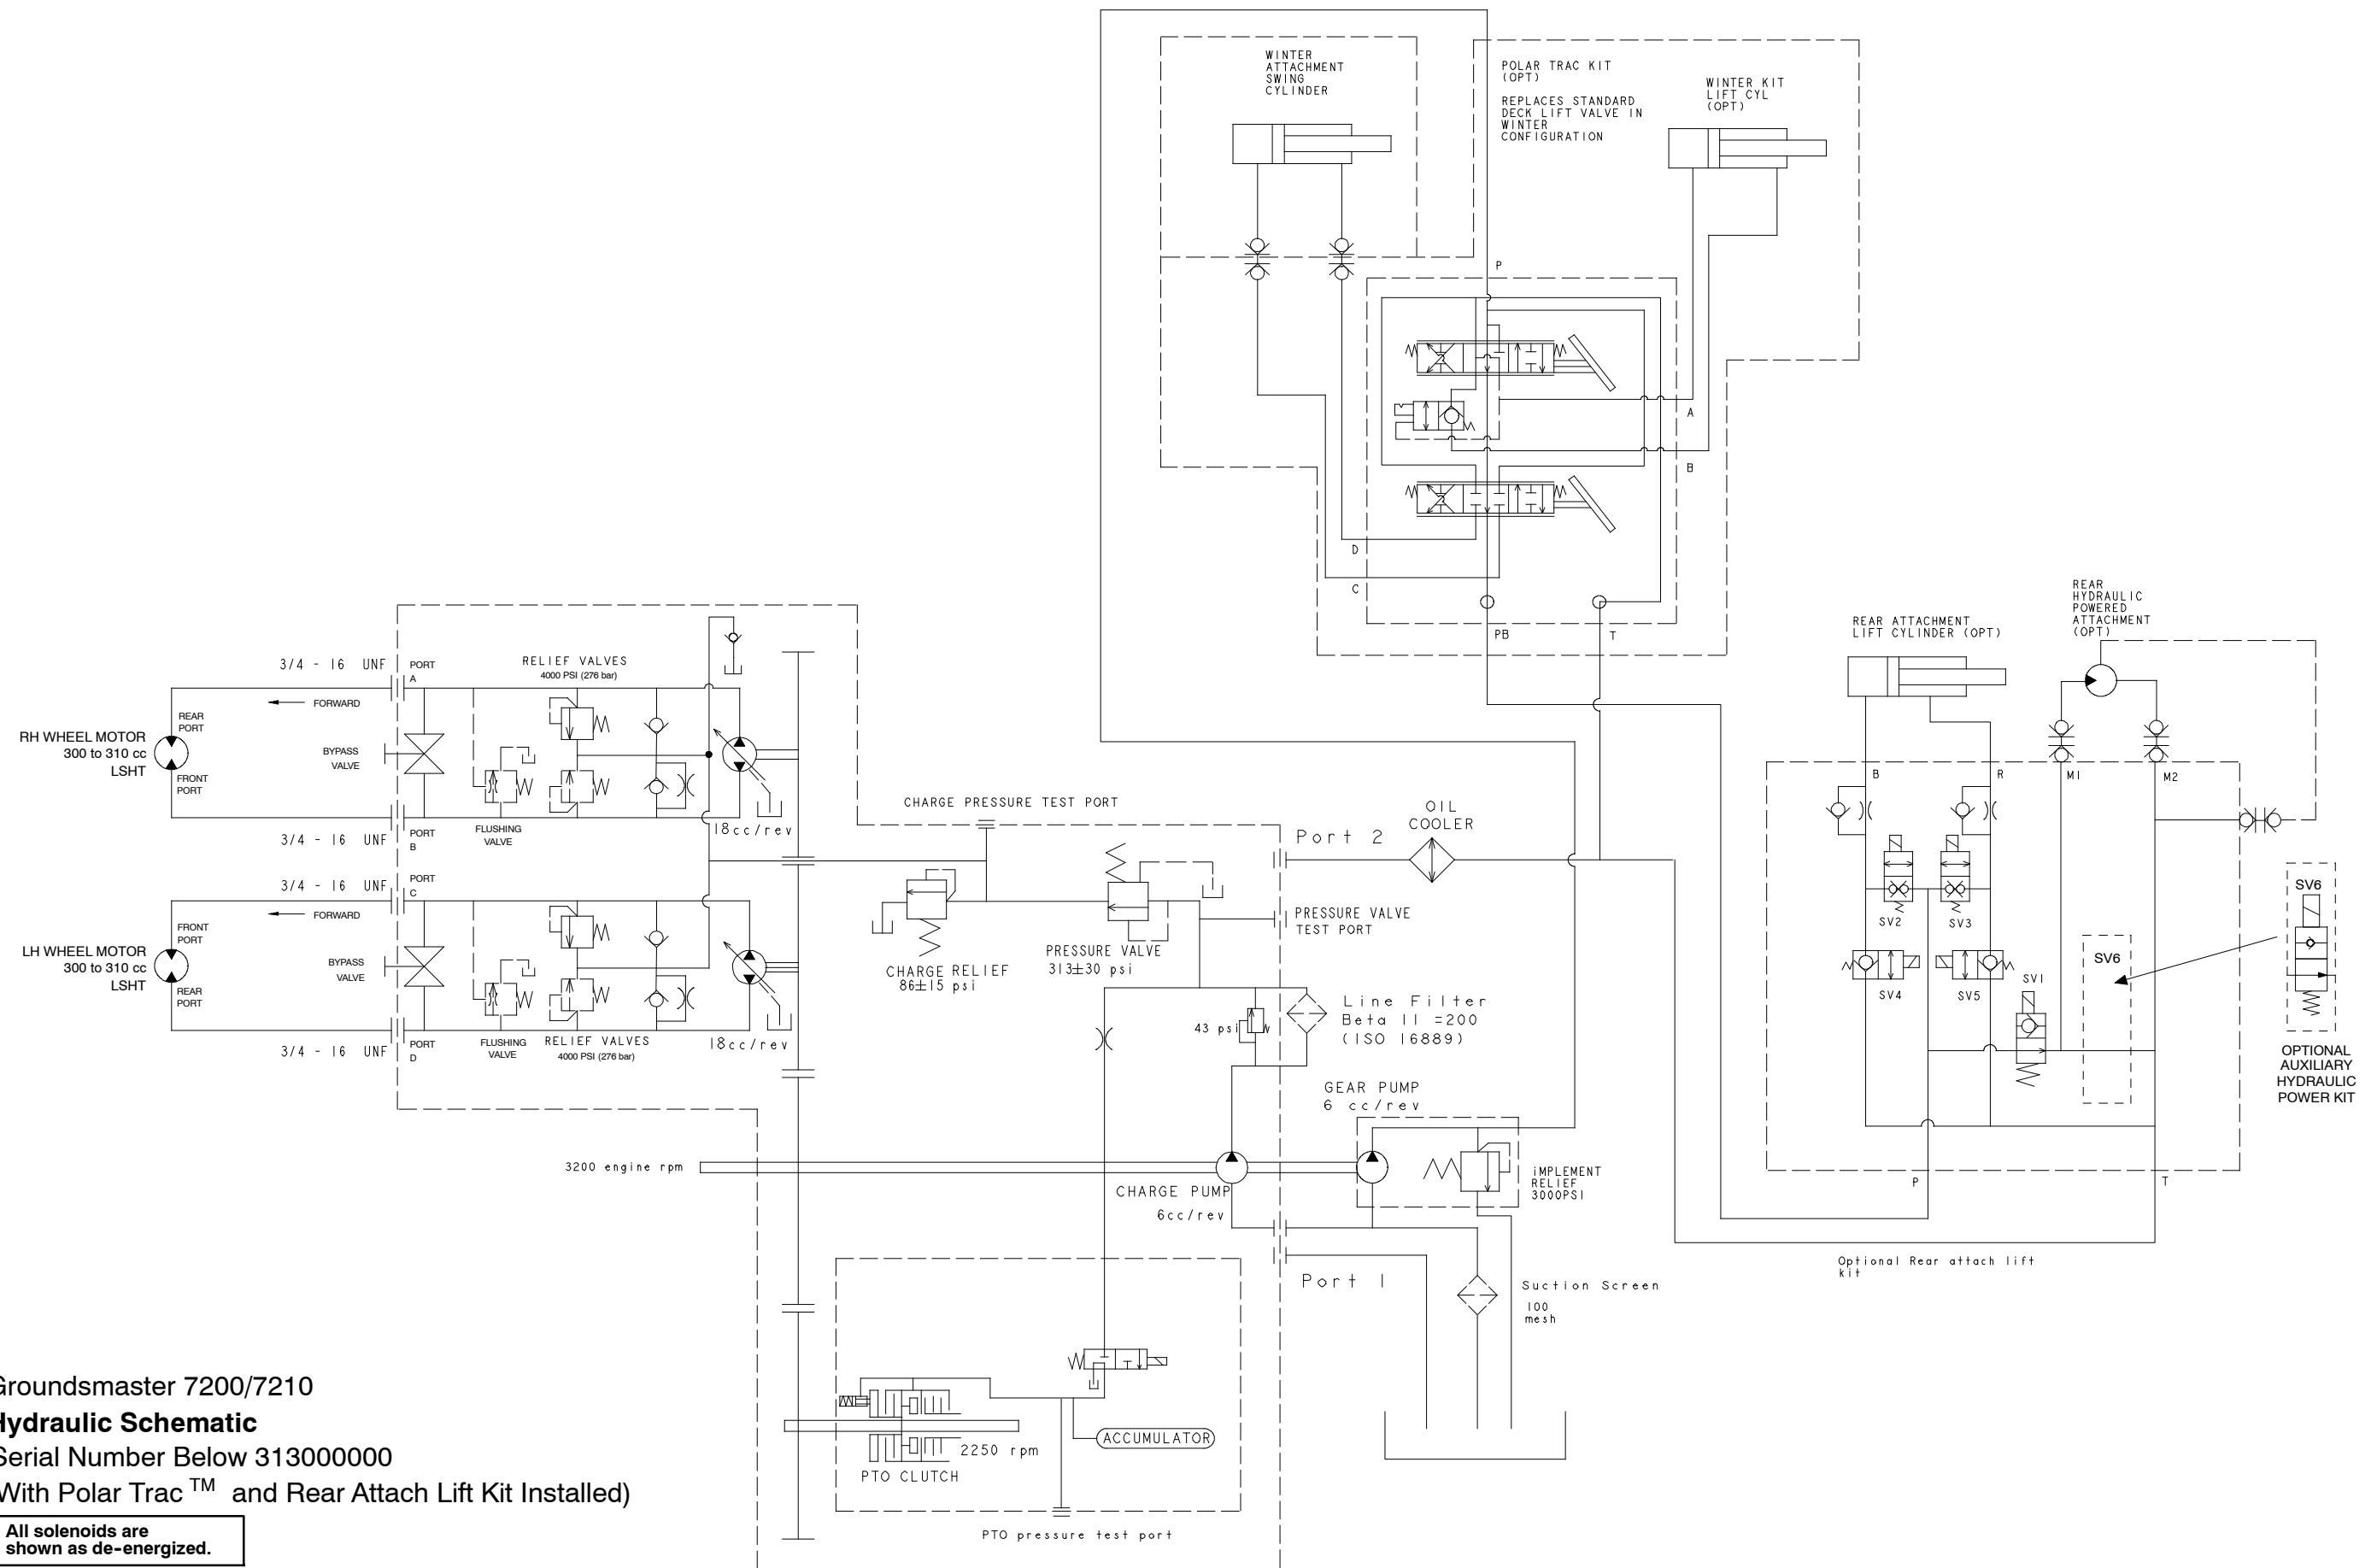 WINTER
ATTACHMENT
SWING
CYLINDER
POLAR TRAC KIT
(OPT)
REPLACES STANDARD
DECK LIFT VALVE IN
WINTER
CONFIGURATION
WINTER KIT
LIFT CYL
(OPT)
P
A
B
D
C
PB
T
REAR ATTACHMENT
LIFT CYLINDER (OPT)
REAR
HYDRAULIC
POWERED
ATTACHMENT
(OPT)
B
R
M1
M2
SV2
SV3
SV4
SV5
SV1
SV6
SV6
OPTIONAL
AUXILIARY
HYDRAULIC
POWER KIT
P
T
Optional Rear attach lift
kit
3/4 - 16 UNF
PORT
A
RELIEF VALVES
4000 PSI (276 bar)
FORWARD
REAR
PORT
RH WHEEL MOTOR
300 to 310 cc
LSHT
BYPASS
VALVE
FRONT
PORT
FLUSHING
VALVE
18cc/rev
3/4 - 16 UNF
PORT
B
3/4 - 16 UNF
PORT
C
FORWARD
FRONT
PORT
LH WHEEL MOTOR
300 to 310 cc
LSHT
BYPASS
VALVE
REAR
PORT
3/4 - 16 UNF
PORT
D
FLUSHING
VALVE
RELIEF VALVES
4000 PSI (276 bar)
18cc/rev
CHARGE PRESSURE TEST PORT
Port 2
OIL
COOLER
PRESSURE VALVE
TEST PORT
CHARGE RELIEF
86±15 psi
PRESSURE VALVE
313±30 psi
43 psi
Line Filter
Beta 11 =200
(ISO 16889)
GEAR PUMP
6 cc/rev
3200 engine rpm
CHARGE PUMP
6cc/rev
iMPLEMENT
RELIEF
3000PSI
Port 1
Suction Screen
100
mesh
ACCUMULATOR
2250 rpm
PTO CLUTCH
PTO pressure test port
Groundsmaster 7200/7210
Hydraulic Schematic
Serial Number Below 313000000
With Polar Trac TM and Rear Attach Lift Kit Installed)
All solenoids are
shown as de-energized.